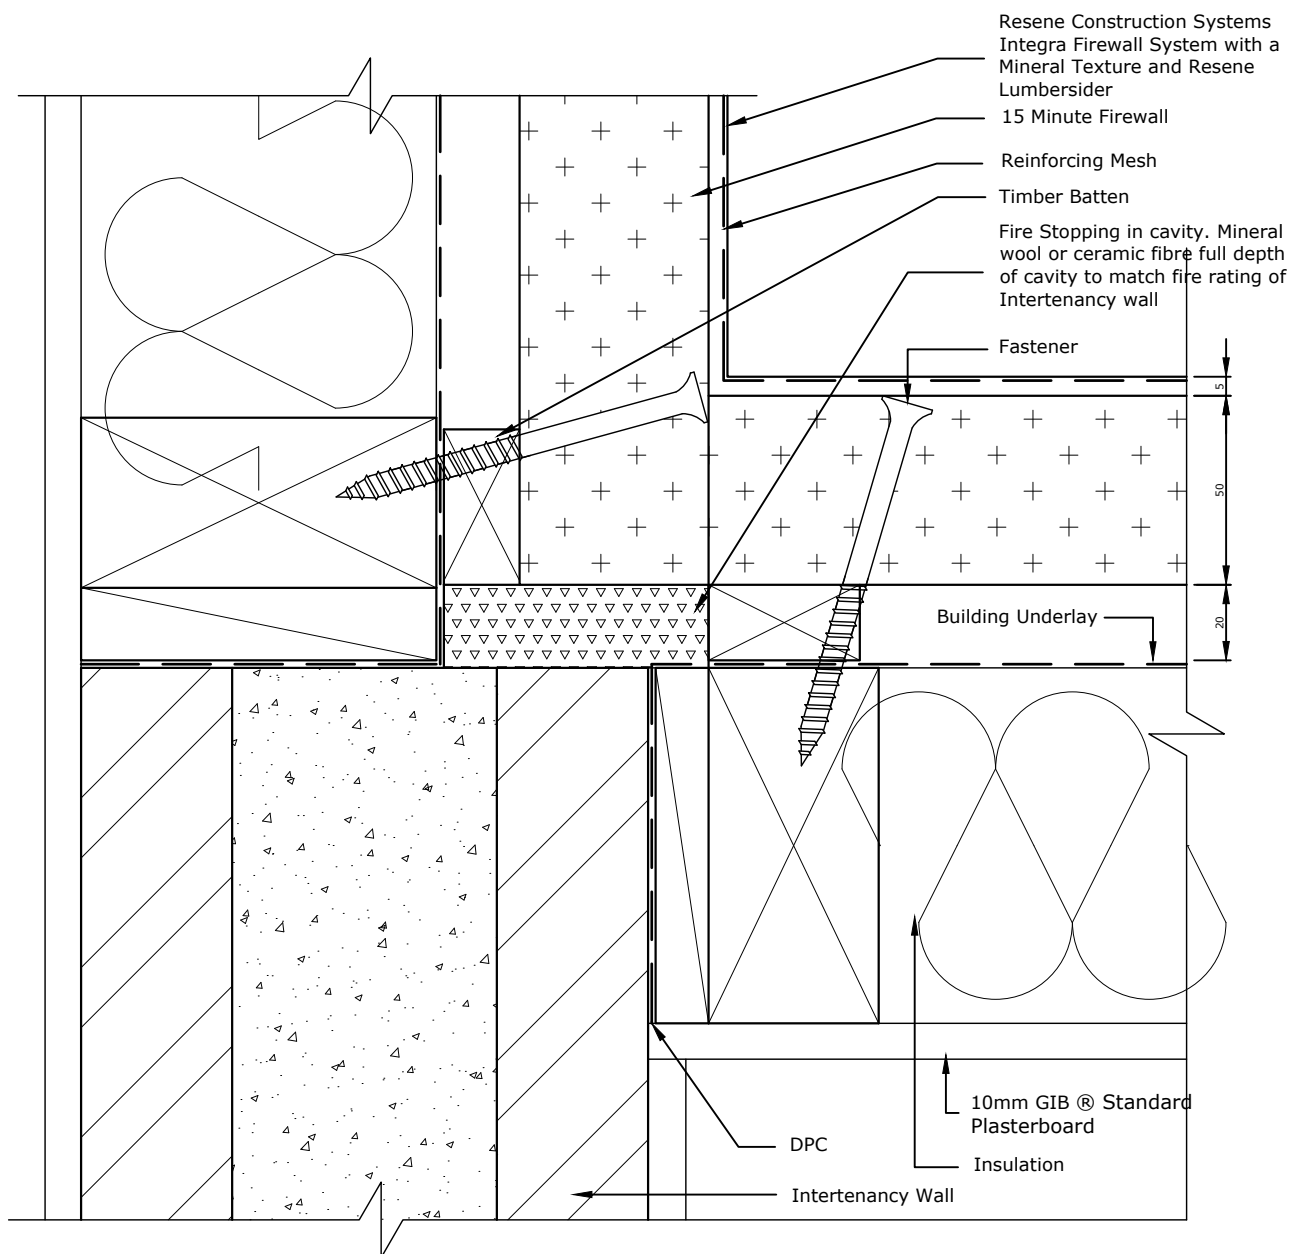 Resene Construction Systems
Integra Firewall System with a
Mineral Texture and Resene
Lumbersider
15 Minute Firewall
Reinforcing Mesh
Timber Batten
Fire Stopping in cavity. Mineral
wool or ceramic fibre full depth
of cavity to match fire rating of
Intertenancy wall
Fastener
5
50
20
Building Underlay
10mm GIB ® Standard
Plasterboard
DPC
Insulation
Intertenancy Wall